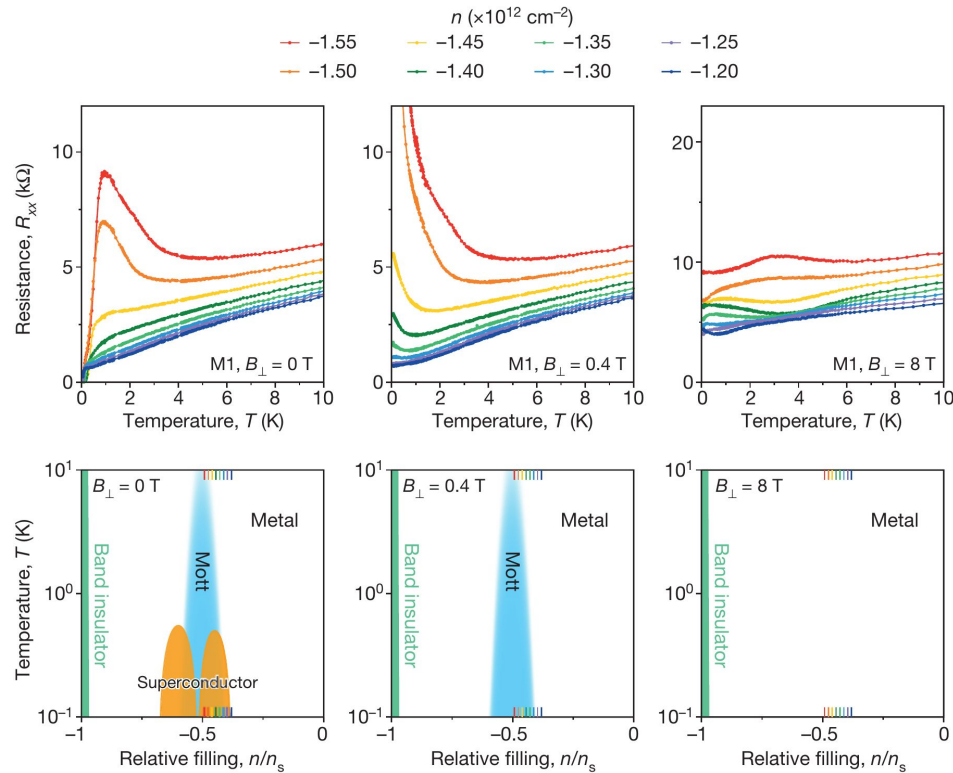 n (×10¹² cm⁻²)
−1.55 −1.45 −1.35 −1.25
−1.50 −1.40 −1.30 −1.20
Resistance, Rxx (kΩ)
10
5
0
M1, B⊥ = 0 T
0 2 4 6 8 10
Temperature, T (K)
10
5
0
M1, B⊥ = 0.4 T
0 2 4 6 8 10
Temperature, T (K)
20
10
0
M1, B⊥ = 8 T
0 2 4 6 8 10
Temperature, T (K)
Temperature, T (K)
10¹
10⁰
10⁻¹
B⊥ = 0 T
Metal
Band insulator
Mott
Superconductor
−1 −0.5 0
Relative filling, n/ns
10¹
10⁰
10⁻¹
B⊥ = 0.4 T
Metal
Band insulator
Mott
−1 −0.5 0
Relative filling, n/ns
10¹
10⁰
10⁻¹
B⊥ = 8 T
Metal
Band insulator
−1 −0.5 0
Relative filling, n/ns